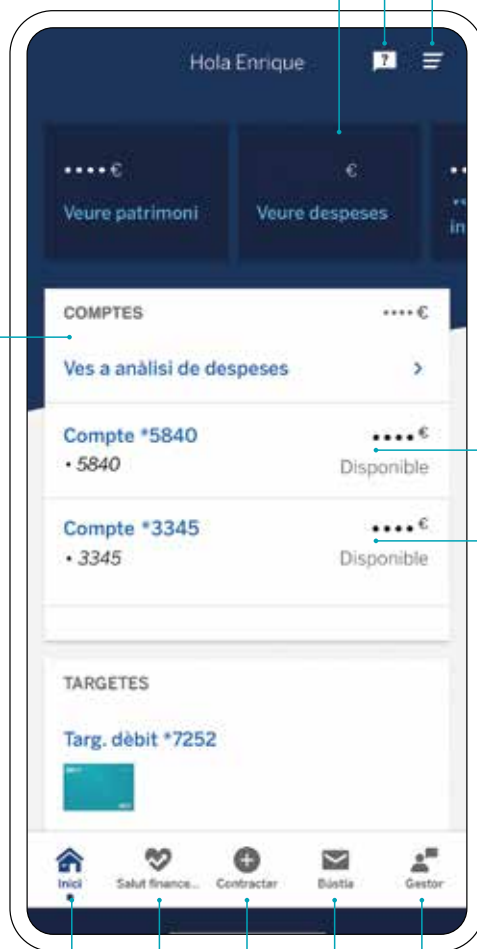 Hola Enrique
?
•••• €
€
••
Veure patrimoni
Veure despeses
in
COMPTES
•••• €
Ves a anàlisi de despeses
>
Compte *5840
•••• €
• 5840
Disponible
Compte *3345
•••• €
• 3345
Disponible
TARGETES
Targ. dèbit *7252
Inici
Salut finance...
Contractar
Bústia
Gestor